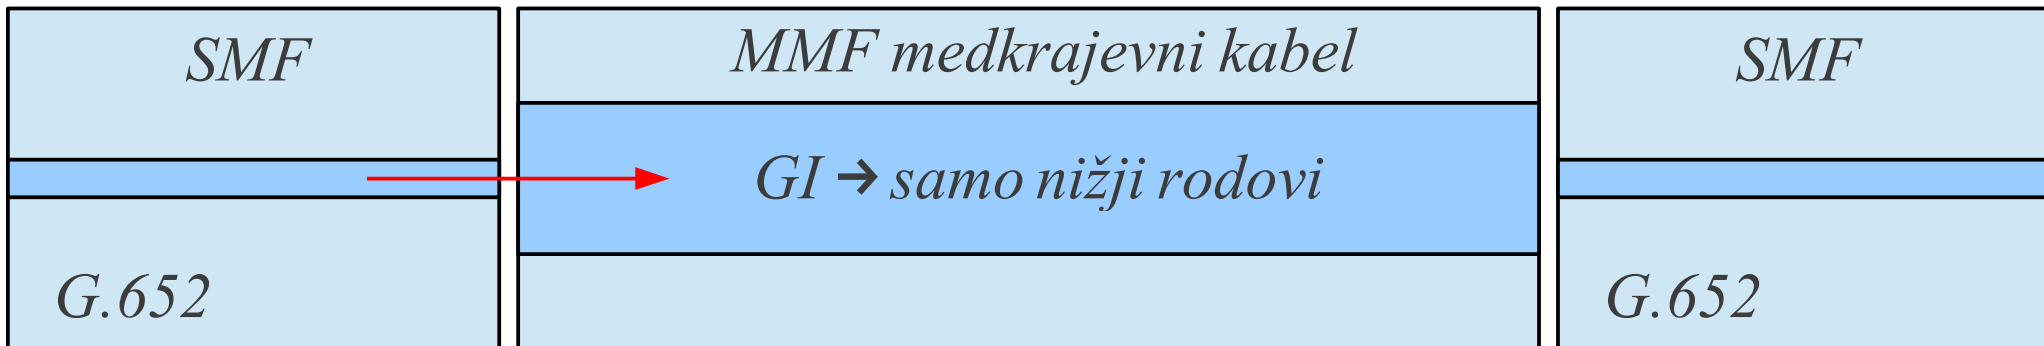 SMF
MMF medkrajevni kabel
SMF
GI → samo nižji rodovi
G.652
G.652